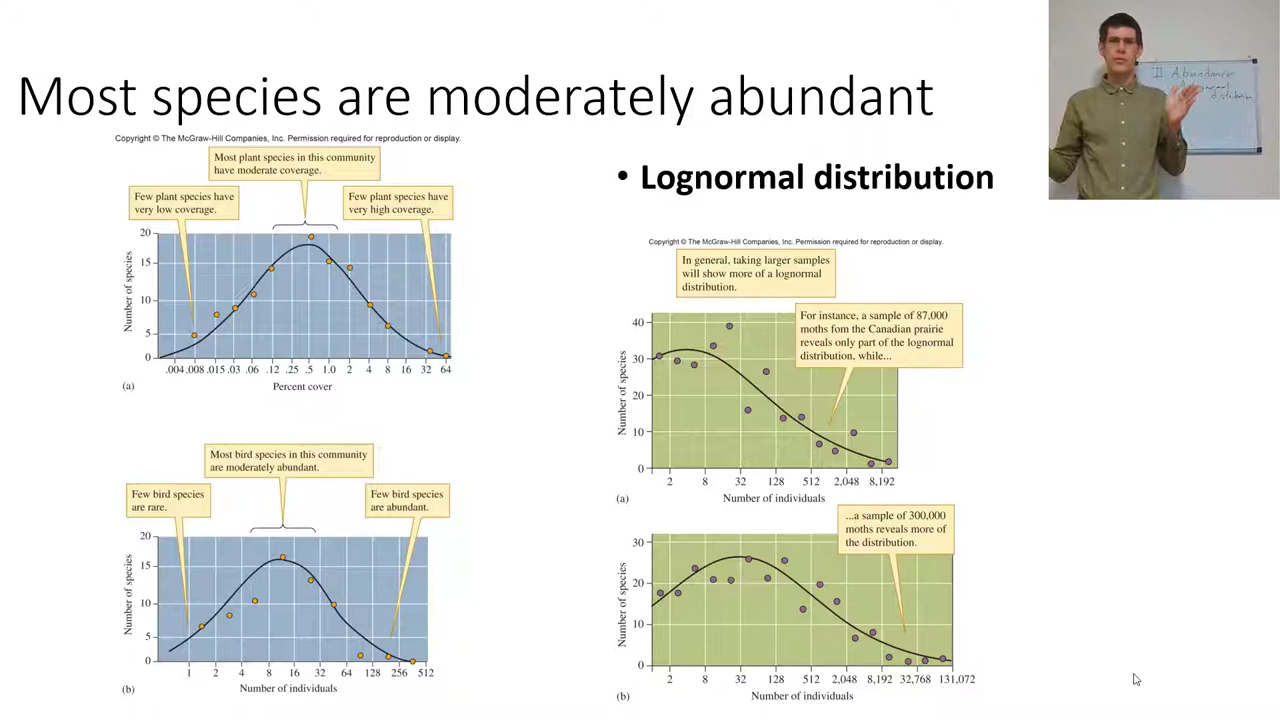 Most species are moderately abundant
Copyright © The McGraw-Hill Companies, Inc. Permission required for reproduction or display.
Most plant species in this community
have moderate coverage.
Few plant species have
very low coverage.
Few plant species have
very high coverage.
20
15
10
5
0
Number of species
.004 .008 .015 .03 .06 .12 .25 .5 1.0 2 4 8 16 32 64
(a)
Percent cover
Most bird species in this community
are moderately abundant.
Few bird species
are rare.
Few bird species
are abundant.
20
15
10
5
0
Number of species
1 2 4 8 16 32 64 128 256 512
(b)
Number of individuals
• Lognormal distribution
Copyright © The McGraw-Hill Companies, Inc. Permission required for reproduction or display.
In general, taking larger samples
will show more of a lognormal
distribution.
For instance, a sample of 87,000
moths fom the Canadian prairie
reveals only part of the lognormal
distribution, while...
40
30
20
10
0
Number of species
2 8 32 128 512 2,048 8,192
(a)
Number of individuals
...a sample of 300,000
moths reveals more of
the distribution.
30
20
10
0
Number of species
2 8 32 128 512 2,048 8,192 32,768 131,072
(b)
Number of individuals
II Abundance
distribution